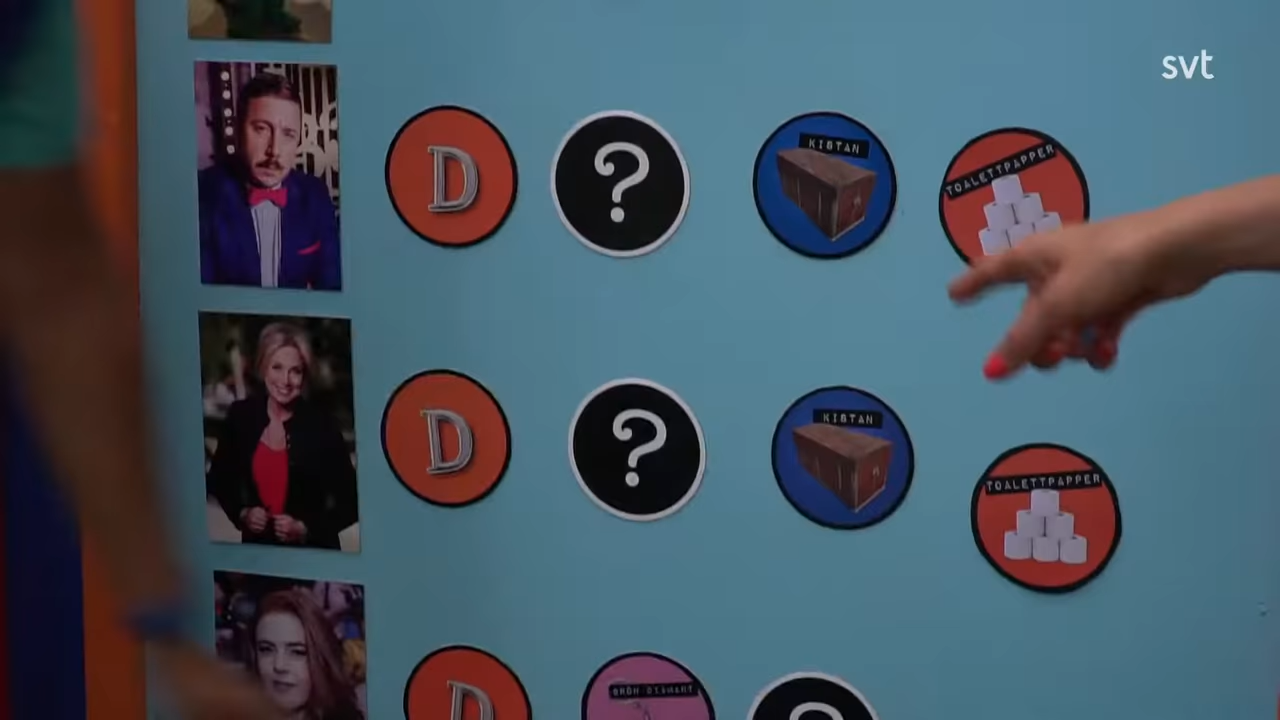 svt
D
?
KISTAN
TOALETTPAPPER
D
?
KISTAN
TOALETTPAPPER
D
GRÖN DIAMANT
?